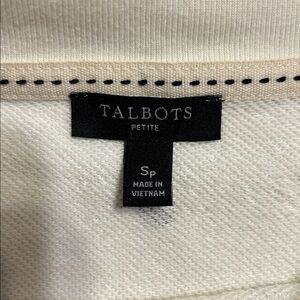 TALBOTS
PETITE
SP
MADE IN
VIETNAM